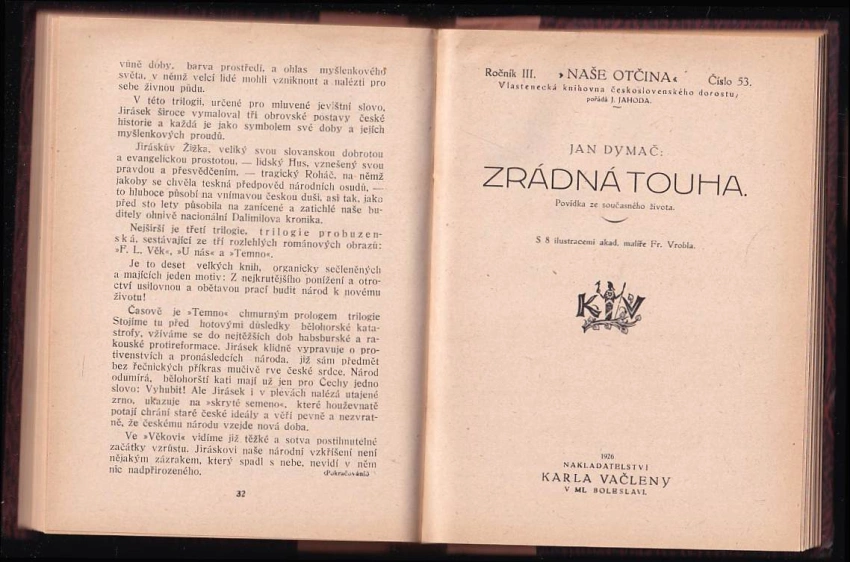 vůně doby, barva prostředí, a ohlas myšlenkového
světa, v němž velcí lidé mohli vzniknout a nalézti pro
sebe živnou půdu.
V této trilogii, určené pro mluvené jevištní slovo,
Jirásek široce vymaloval tři obrovské postavy české
historie a každá je jako symbolem své doby a jejích
myšlenkových proudů.
Jiráskův Žižka, veliký svou slovanskou dobrotou
a evangelickou prostotou, — lidský Hus, vznešený svou
pravdou a přesvědčením, — tragický Roháč, na němž
jakoby se chvěla teskná předpověď národních osudů, —
to hluboce působí na vnímavou českou duši, asi tak, jako
před sto lety působila na zanícené a zatichlé naše bu-
ditely ohnivě nacionální Dalimilova kronika.
Nejširší je třetí trilogie, trilogie probuzen-
ská, sestávající ze tří rozlehlých románových obrazů:
»F. L. Věk«, »U nás« a »Temno«.
Je to deset velkých knih, organicky sečleněných
a majících jeden motiv: Z nejkrutějšího ponížení a otro-
ctví usilovnou a obětavou prací budit národ k novému
životu!
Časově je »Temno« chmurným prologem trilogie
Stojíme tu před hotovými důsledky bělohorské kata-
strofy, vžíváme se do nejtěžších dob habsburské a ra-
kouské protireformace. Jirásek klidně vypravuje o pro-
tivenstvích a pronásledcích národa, již sám předmět
bez řečnických příkras mučivě rve české srdce. Národ
odumírá, bělohorští kati mají už jen pro Čechy jedno
slovo: Vyhubit! Ale Jirásek i v plevách nalézá utajené
zrno, ukazuje na »skryté semeno«, které houževnatě
potají chrání staré české ideály a věří pevně a nezvrat-
ně, že českému národu vzejde nová doba.
Ve »Věkovi« vidíme již těžké a sotva postihnutelné
začátky vzrůstu. Jiráskovi naše národní vzkříšení není
nějakým zázrakem, který spadl s nebe, nevidí v něm
nic nadpřirozeného.
(Pokračování.)
32
Ročník III. »NAŠE OTČINA« Číslo 53.
Vlastenecká knihovna československého dorostu,
pořádá J. JAHODA.
JAN DYMAČ:
ZRÁDNÁ TOUHA.
Povídka ze současného života.
S 8 ilustracemi akad. malíře Fr. Vrobla.
KV
1926
NAKLADATELSTVÍ
KARLA VAČLENY
V ML. BOLESLAVI.